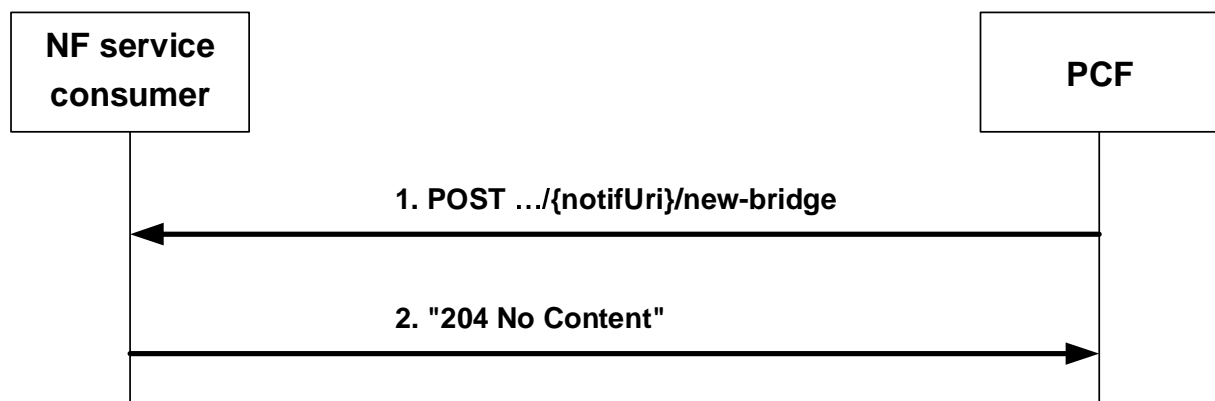 NF service
consumer
PCF
1. POST …/{notifUri}/new-bridge
2. "204 No Content"